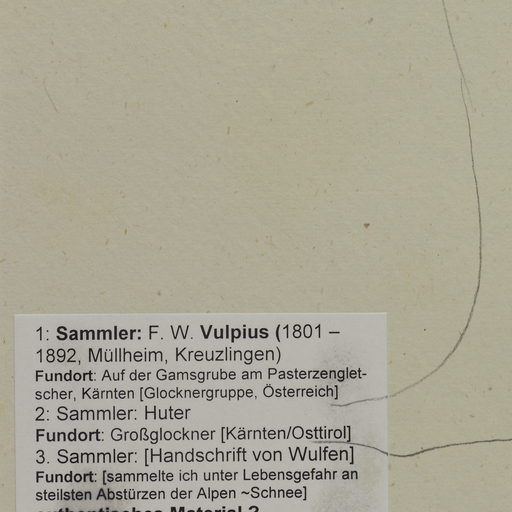 1: Sammler: F. W. Vulpius (1801 –
1892, Müllheim, Kreuzlingen)
Fundort: Auf der Gamsgrube am Pasterzenglet-
scher, Kärnten [Glocknergruppe, Österreich]
2: Sammler: Huter
Fundort: Großglockner [Kärnten/Osttirol]
3. Sammler: [Handschrift von Wulfen]
Fundort: [sammelte ich unter Lebensgefahr an
steilsten Abstürzen der Alpen ~Schnee]
authentisches Material ?